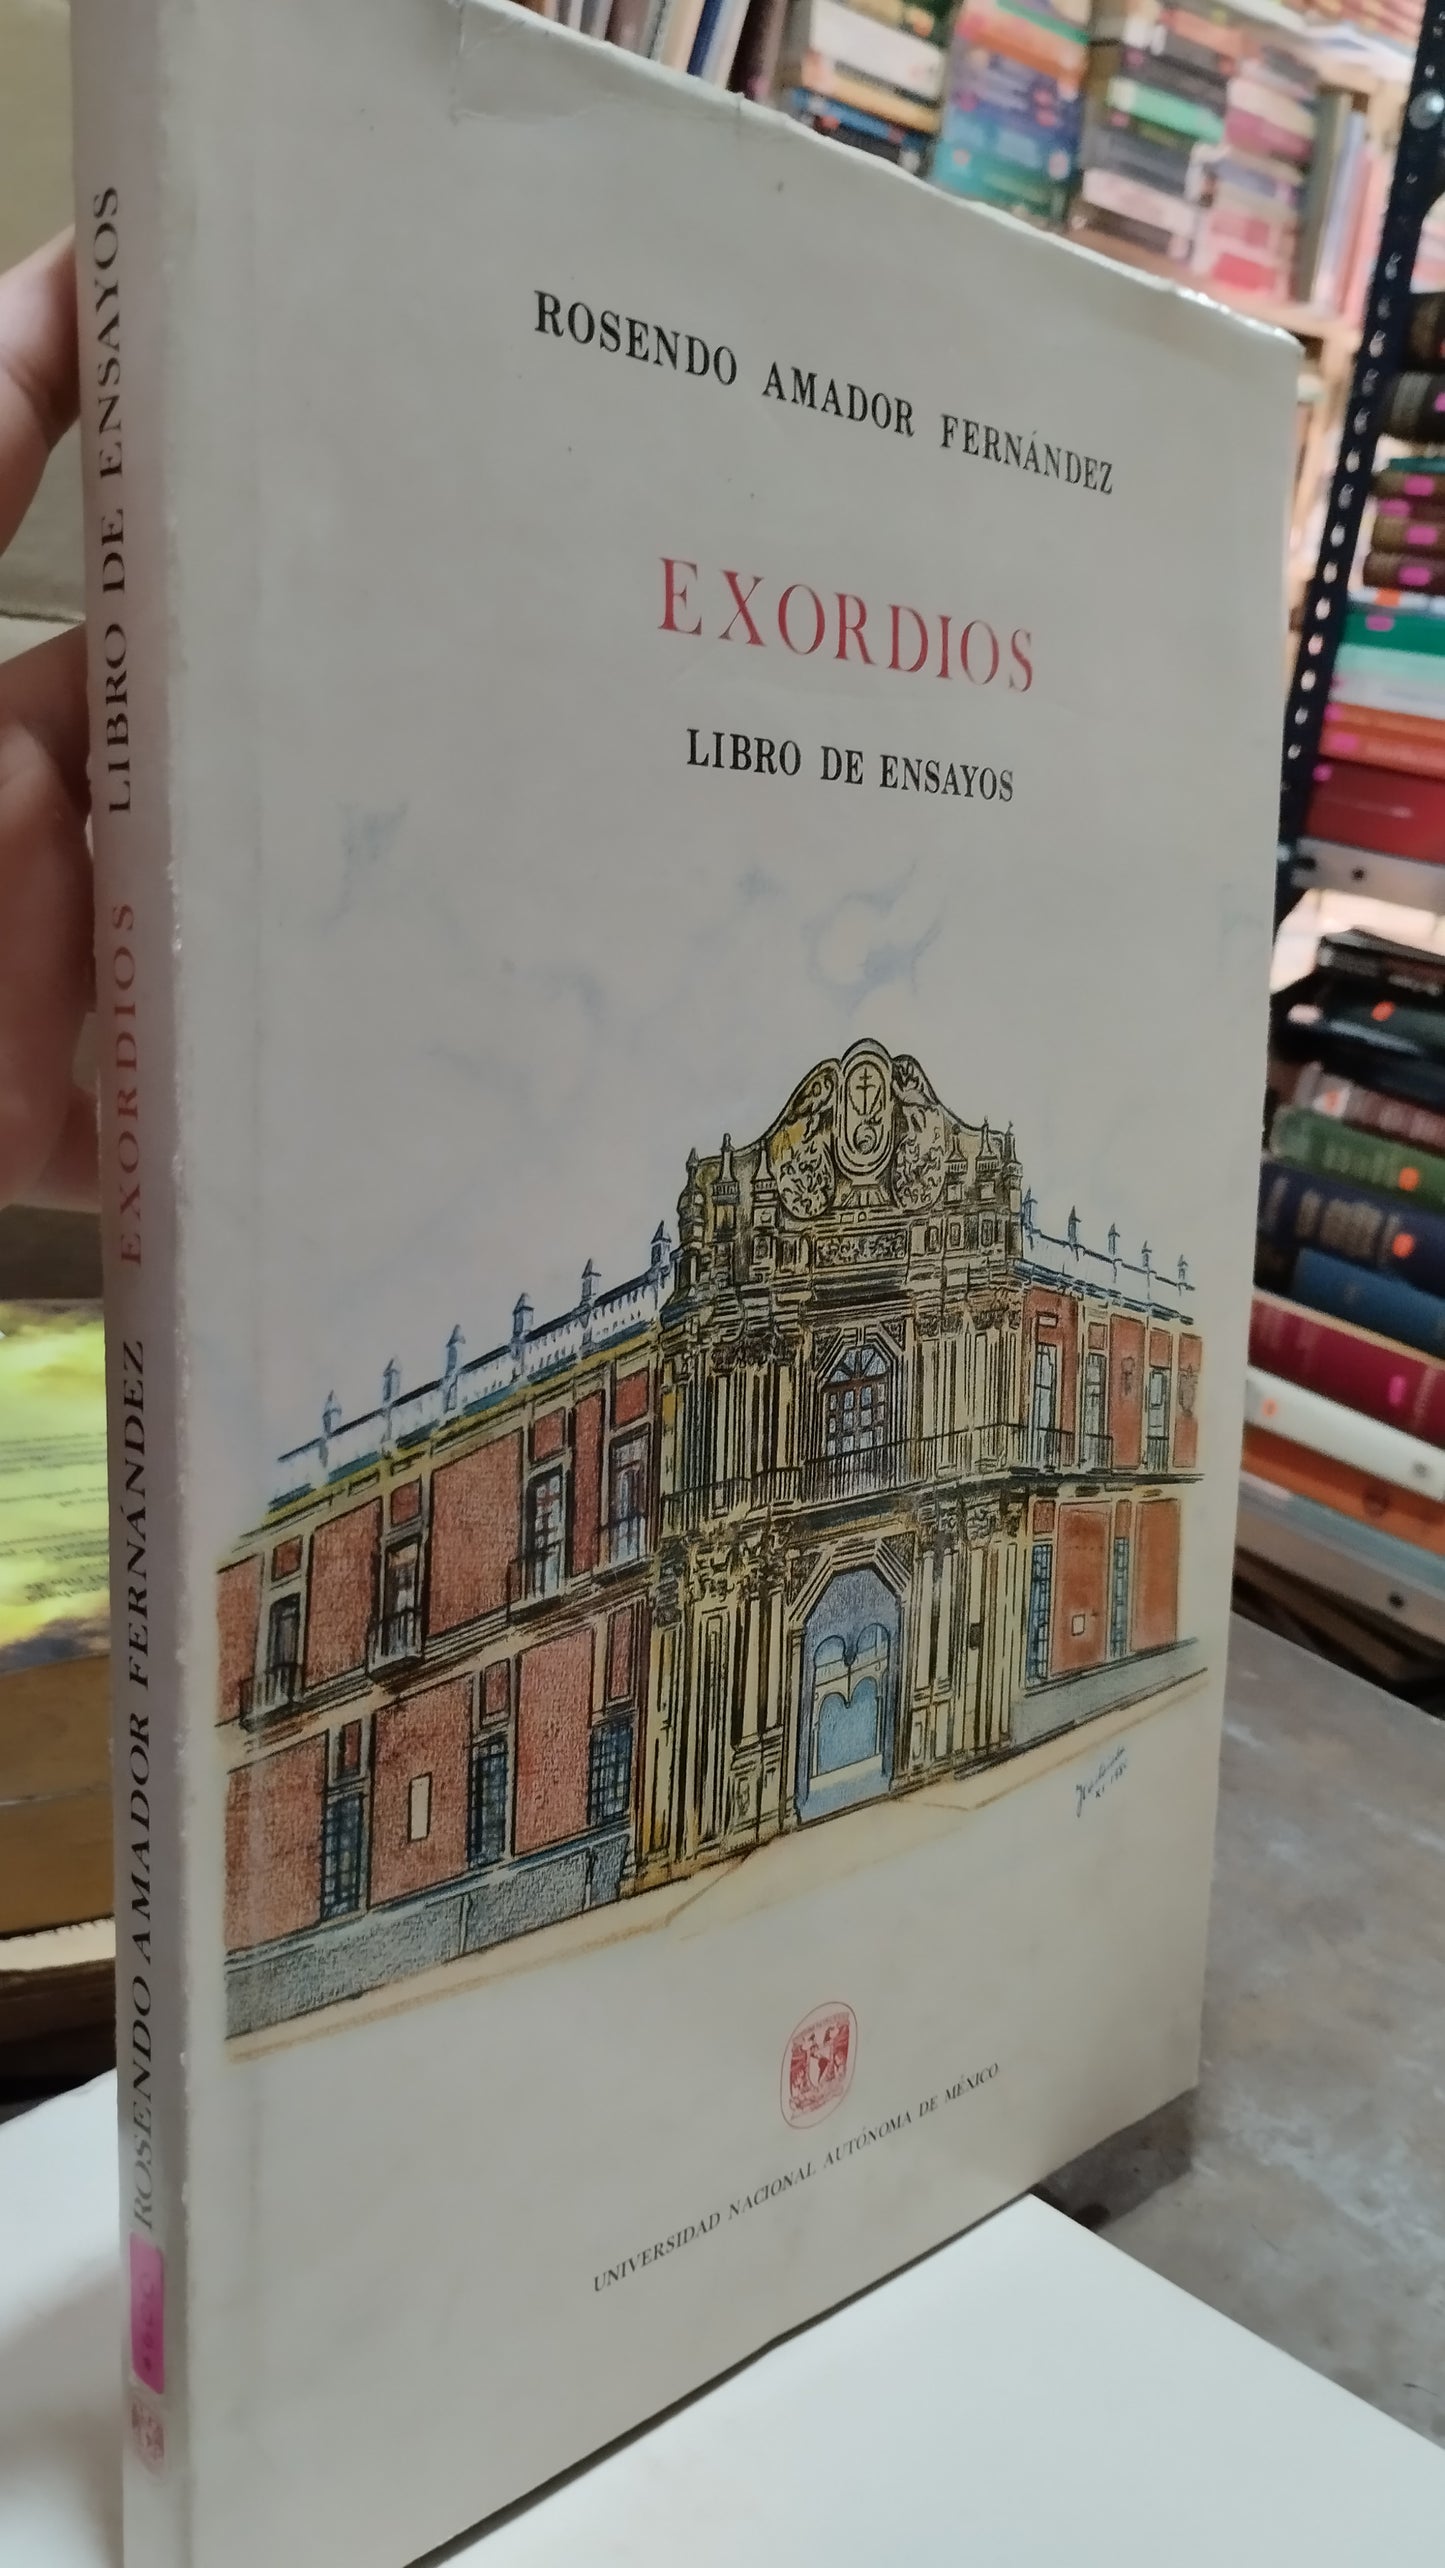 ROSENDO AMADOR FERNÁNDEZ
EXORDIOS
LIBRO DE ENSAYOS
UNIVERSIDAD NACIONAL AUTÓNOMA DE MÉXICO
ROSENDO AMADOR FERNÁNDEZ EXORDIOS LIBRO DE ENSAYOS